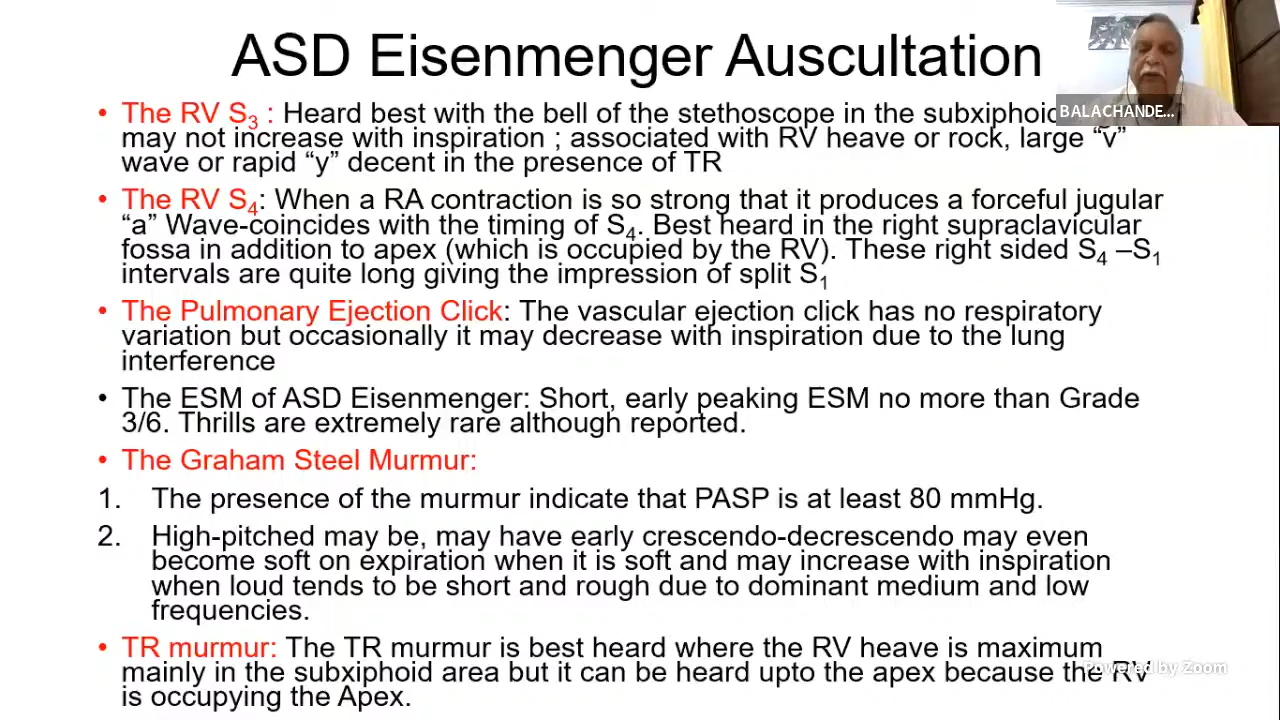 ASD Eisenmenger Auscultation
• The RV S3 : Heard best with the bell of the stethoscope in the subxiphoid
may not increase with inspiration ; associated with RV heave or rock, large “v”
wave or rapid “y” decent in the presence of TR
• The RV S4: When a RA contraction is so strong that it produces a forceful jugular
“a” Wave-coincides with the timing of S4. Best heard in the right supraclavicular
fossa in addition to apex (which is occupied by the RV). These right sided S4 –S1
intervals are quite long giving the impression of split S1
• The Pulmonary Ejection Click: The vascular ejection click has no respiratory
variation but occasionally it may decrease with inspiration due to the lung
interference
• The ESM of ASD Eisenmenger: Short, early peaking ESM no more than Grade
3/6. Thrills are extremely rare although reported.
• The Graham Steel Murmur:
1. The presence of the murmur indicate that PASP is at least 80 mmHg.
2. High-pitched may be, may have early crescendo-decrescendo may even
become soft on expiration when it is soft and may increase with inspiration
when loud tends to be short and rough due to dominant medium and low
frequencies.
• TR murmur: The TR murmur is best heard where the RV heave is maximum
mainly in the subxiphoid area but it can be heard upto the apex because the RV
is occupying the Apex.
BALACHANDE...
Powered by Zoom